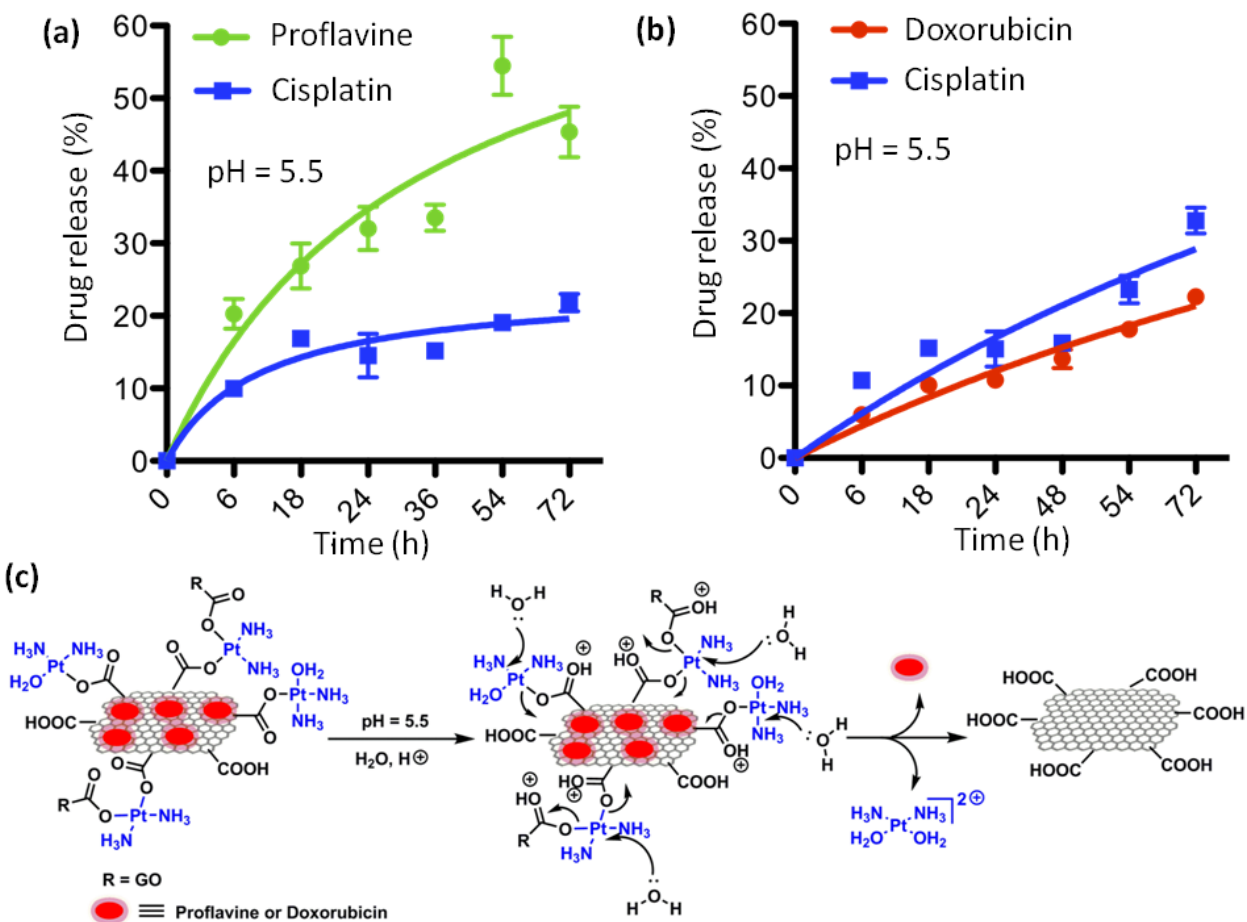 (a)
Proflavine
Cisplatin
pH = 5.5
Drug release (%)
60
50
40
30
20
10
0
0 6 18 24 36 54 72
Time (h)
(b)
Doxorubicin
Cisplatin
pH = 5.5
Drug release (%)
60
50
40
30
20
10
0
0 6 18 24 48 54 72
Time (h)
(c)
R
O
O
Pt
NH3
NH3
O
O
H3N
NH3
Pt
H2O
O
O
OH2
Pt
NH3
NH3
O
O
HOOC
COOH
O
O
O
R
O
Pt
NH3
H3N
R = GO
Proflavine or Doxorubicin
pH = 5.5
H2O, H⊕
H
H
O
:
H3N
NH3
Pt
H2O
O
OH
⊕
R
OH
⊕
O
Pt
NH3
NH3
HO
⊕
O
H
O
H
:
OH2
Pt
NH3
NH3
O
OH
⊕
:
O
H
H
HOOC
COOH
HO
⊕
O
OH
⊕
R
O
Pt
NH3
H3N
:
H
O
H
COOH
COOH
HOOC
COOH
HOOC
COOH
H3N
NH3
Pt
H2O
OH2
2⊕